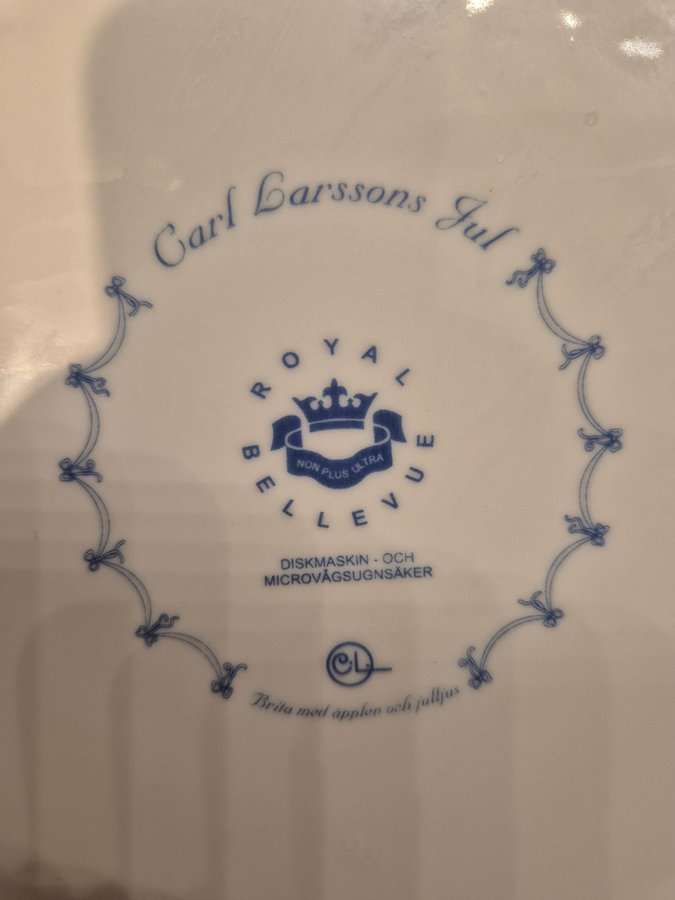 Carl Larssons Jul
ROYAL
BELLEVUE
NON PLUS ULTRA
DISKMASKIN - OCH
MICROVÅGSUGNSÄKER
CL
Brita med äpplen och julljus